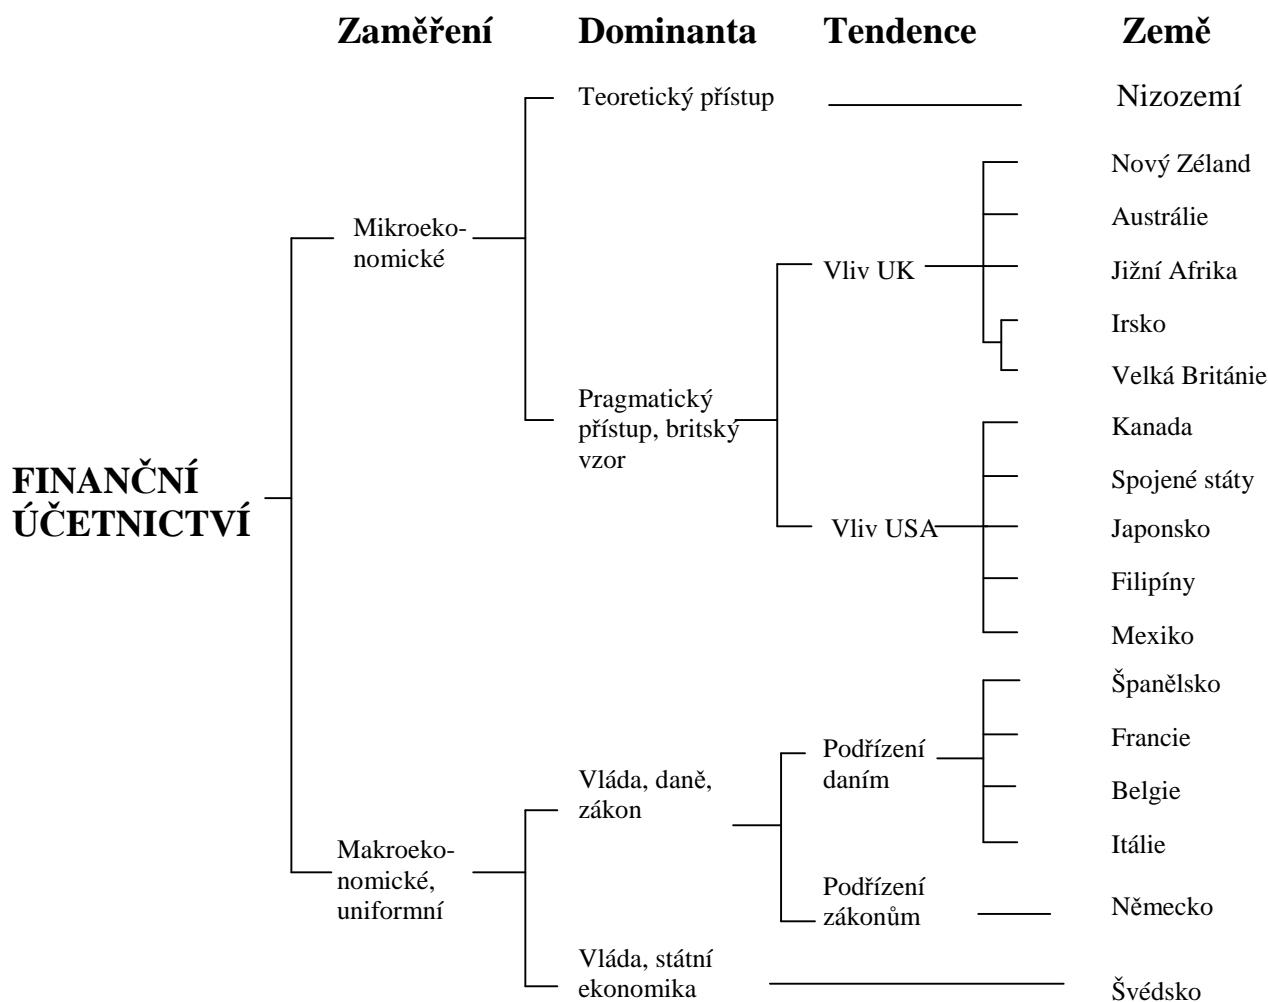 Zaměření Dominanta Tendence Země
Teoretický přístup Nizozemí
Nový Zéland
Austrálie
Mikroeko-
nomické
Vliv UK
Jižní Afrika
Irsko
Velká Británie
Pragmatický
přístup, britský
vzor
Kanada
Spojené státy
FINANČNÍ
ÚČETNICTVÍ
Vliv USA
Japonsko
Filipíny
Mexiko
Španělsko
Francie
Podřízení
daním
Vláda, daně,
zákon
Belgie
Itálie
Makroeko-
nomické,
uniformní
Podřízení
zákonům
Německo
Vláda, státní
ekonomika
Švédsko